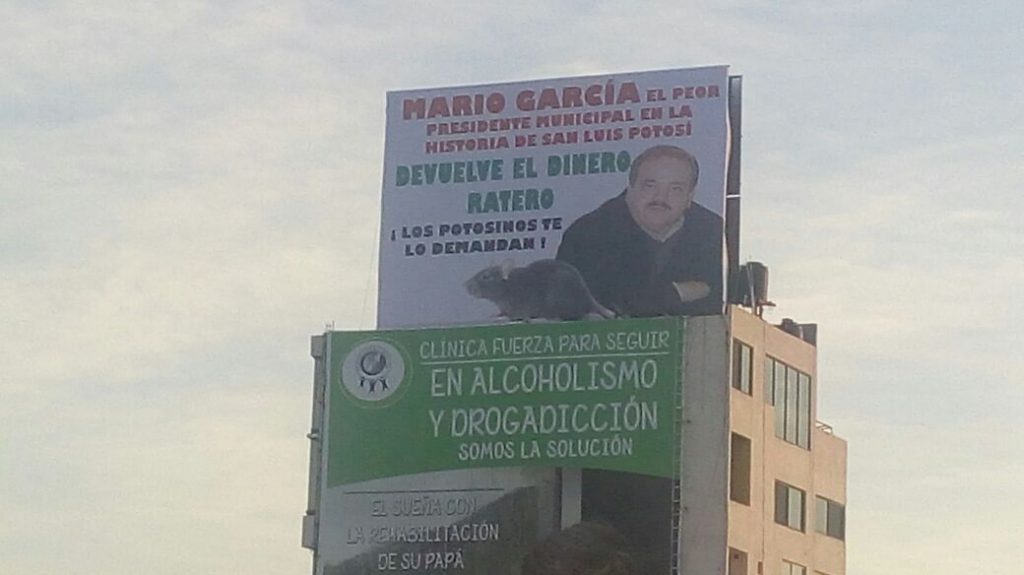 MARIO GARCÍA EL PEOR
PRESIDENTE MUNICIPAL EN LA
HISTORIA DE SAN LUIS POTOSÍ
DEVUELVE EL DINERO
RATERO
¡ LOS POTOSINOS TE
LO DEMANDAN !
CLÍNICA FUERZA PARA SEGUIR
EN ALCOHOLISMO
Y DROGADICCIÓN
SOMOS LA SOLUCIÓN
EL SUEÑA CON
LA REHABILITACIÓN
DE SU PAPÁ